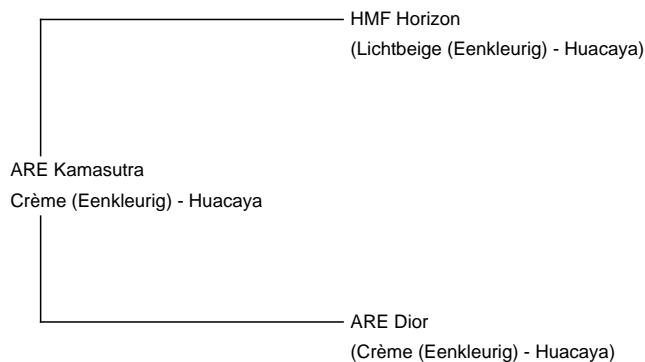 HMF Horizon
(Lichtbeige (Eenkleurig) - Huacaya)
ARE Kamasutra
Crème (Eenkleurig) - Huacaya
ARE Dior
(Crème (Eenkleurig) - Huacaya)